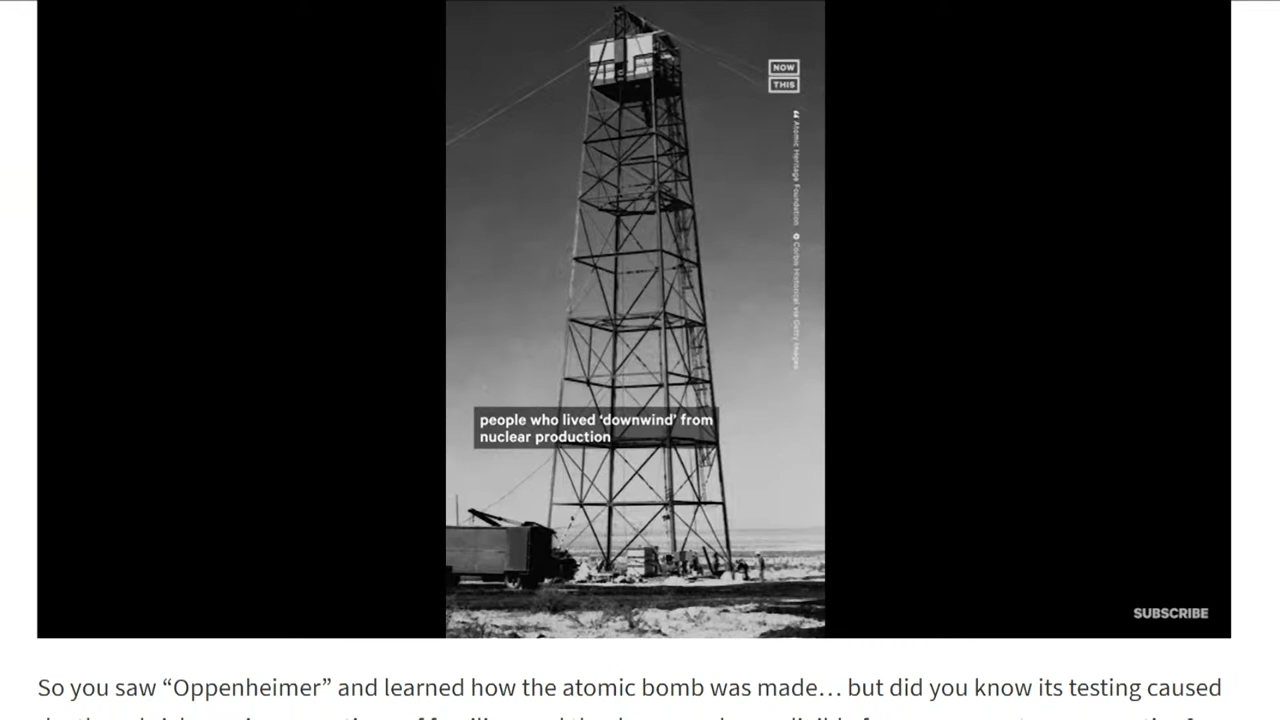 NOW
THIS
Atomic Heritage Foundation Corbis Historical via Getty Images
people who lived ‘downwind’ from
nuclear production
SUBSCRIBE
So you saw “Oppenheimer” and learned how the atomic bomb was made… but did you know its testing caused